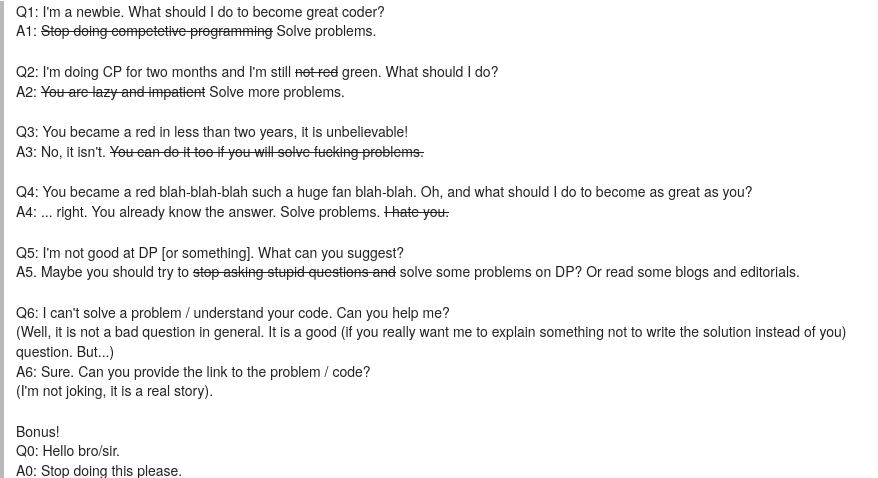 Q1: I'm a newbie. What should I do to become great coder?
A1: Stop doing competetive programming Solve problems.
Q2: I'm doing CP for two months and I'm still not red green. What should I do?
A2: You are lazy and impatient Solve more problems.
Q3: You became a red in less than two years, it is unbelievable!
A3: No, it isn't. You can do it too if you will solve fucking problems.
Q4: You became a red blah-blah-blah such a huge fan blah-blah. Oh, and what should I do to become as great as you?
A4: ... right. You already know the answer. Solve problems. I hate you.
Q5: I'm not good at DP [or something]. What can you suggest?
A5. Maybe you should try to stop asking stupid questions and solve some problems on DP? Or read some blogs and editorials.
Q6: I can't solve a problem / understand your code. Can you help me?
(Well, it is not a bad question in general. It is a good (if you really want me to explain something not to write the solution instead of you)
question. But...)
A6: Sure. Can you provide the link to the problem / code?
(I'm not joking, it is a real story).
Bonus!
Q0: Hello bro/sir.
A0: Stop doing this please.